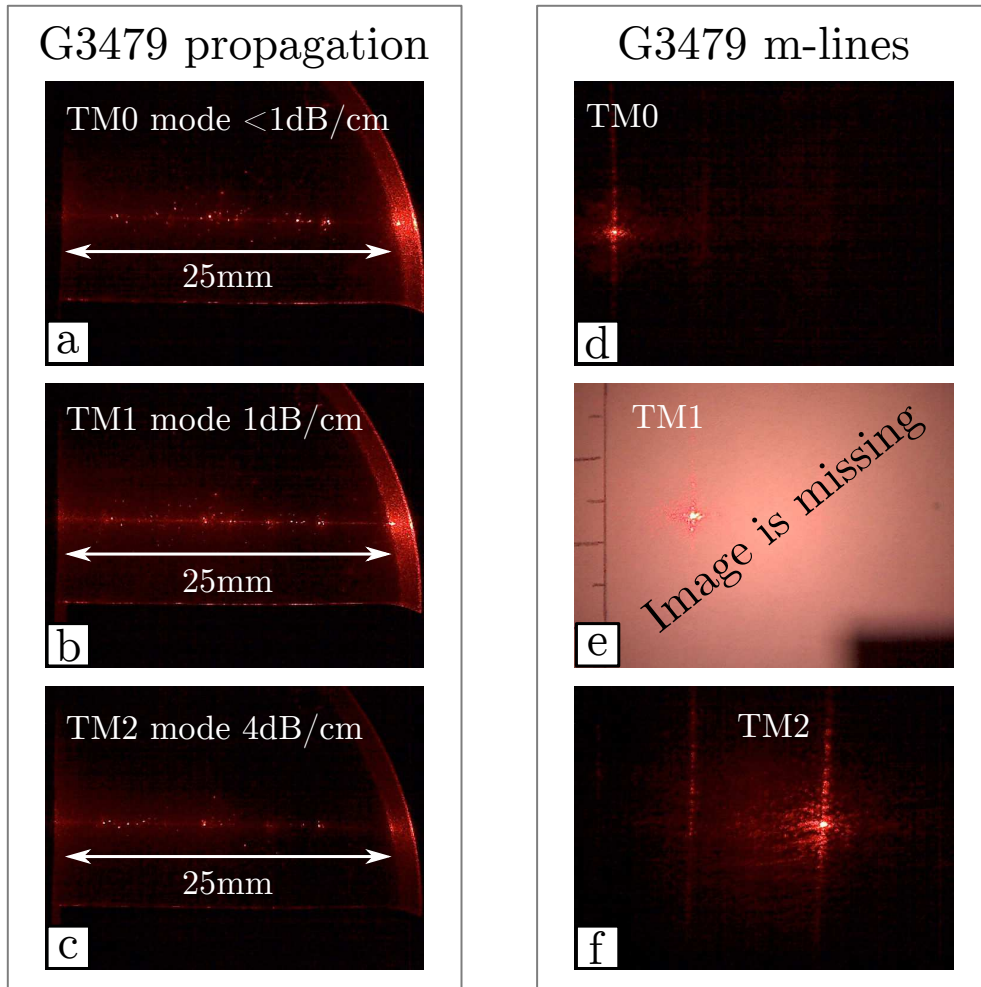 G3479 propagation
TM0 mode <1dB/cm
25mm
a
TM1 mode 1dB/cm
25mm
b
TM2 mode 4dB/cm
25mm
c
G3479 m-lines
TM0
d
TM1
Image is missing
e
TM2
f